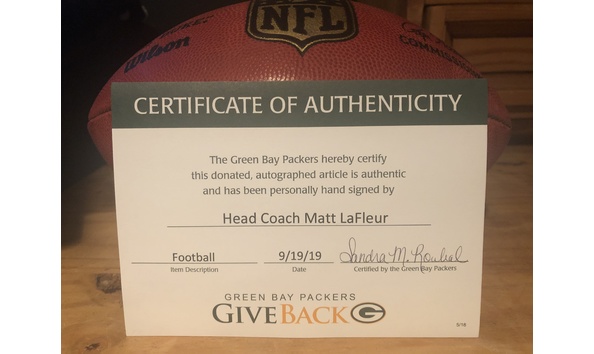 NFL
Wilson
COMMISSIONER
CERTIFICATE OF AUTHENTICITY
The Green Bay Packers hereby certify
this donated, autographed article is authentic
and has been personally hand signed by
Head Coach Matt LaFleur
Football 9/19/19 Sandra M.
Item Description Date Certified by the Green Bay Packers
GREEN BAY PACKERS
GIVEBACK G